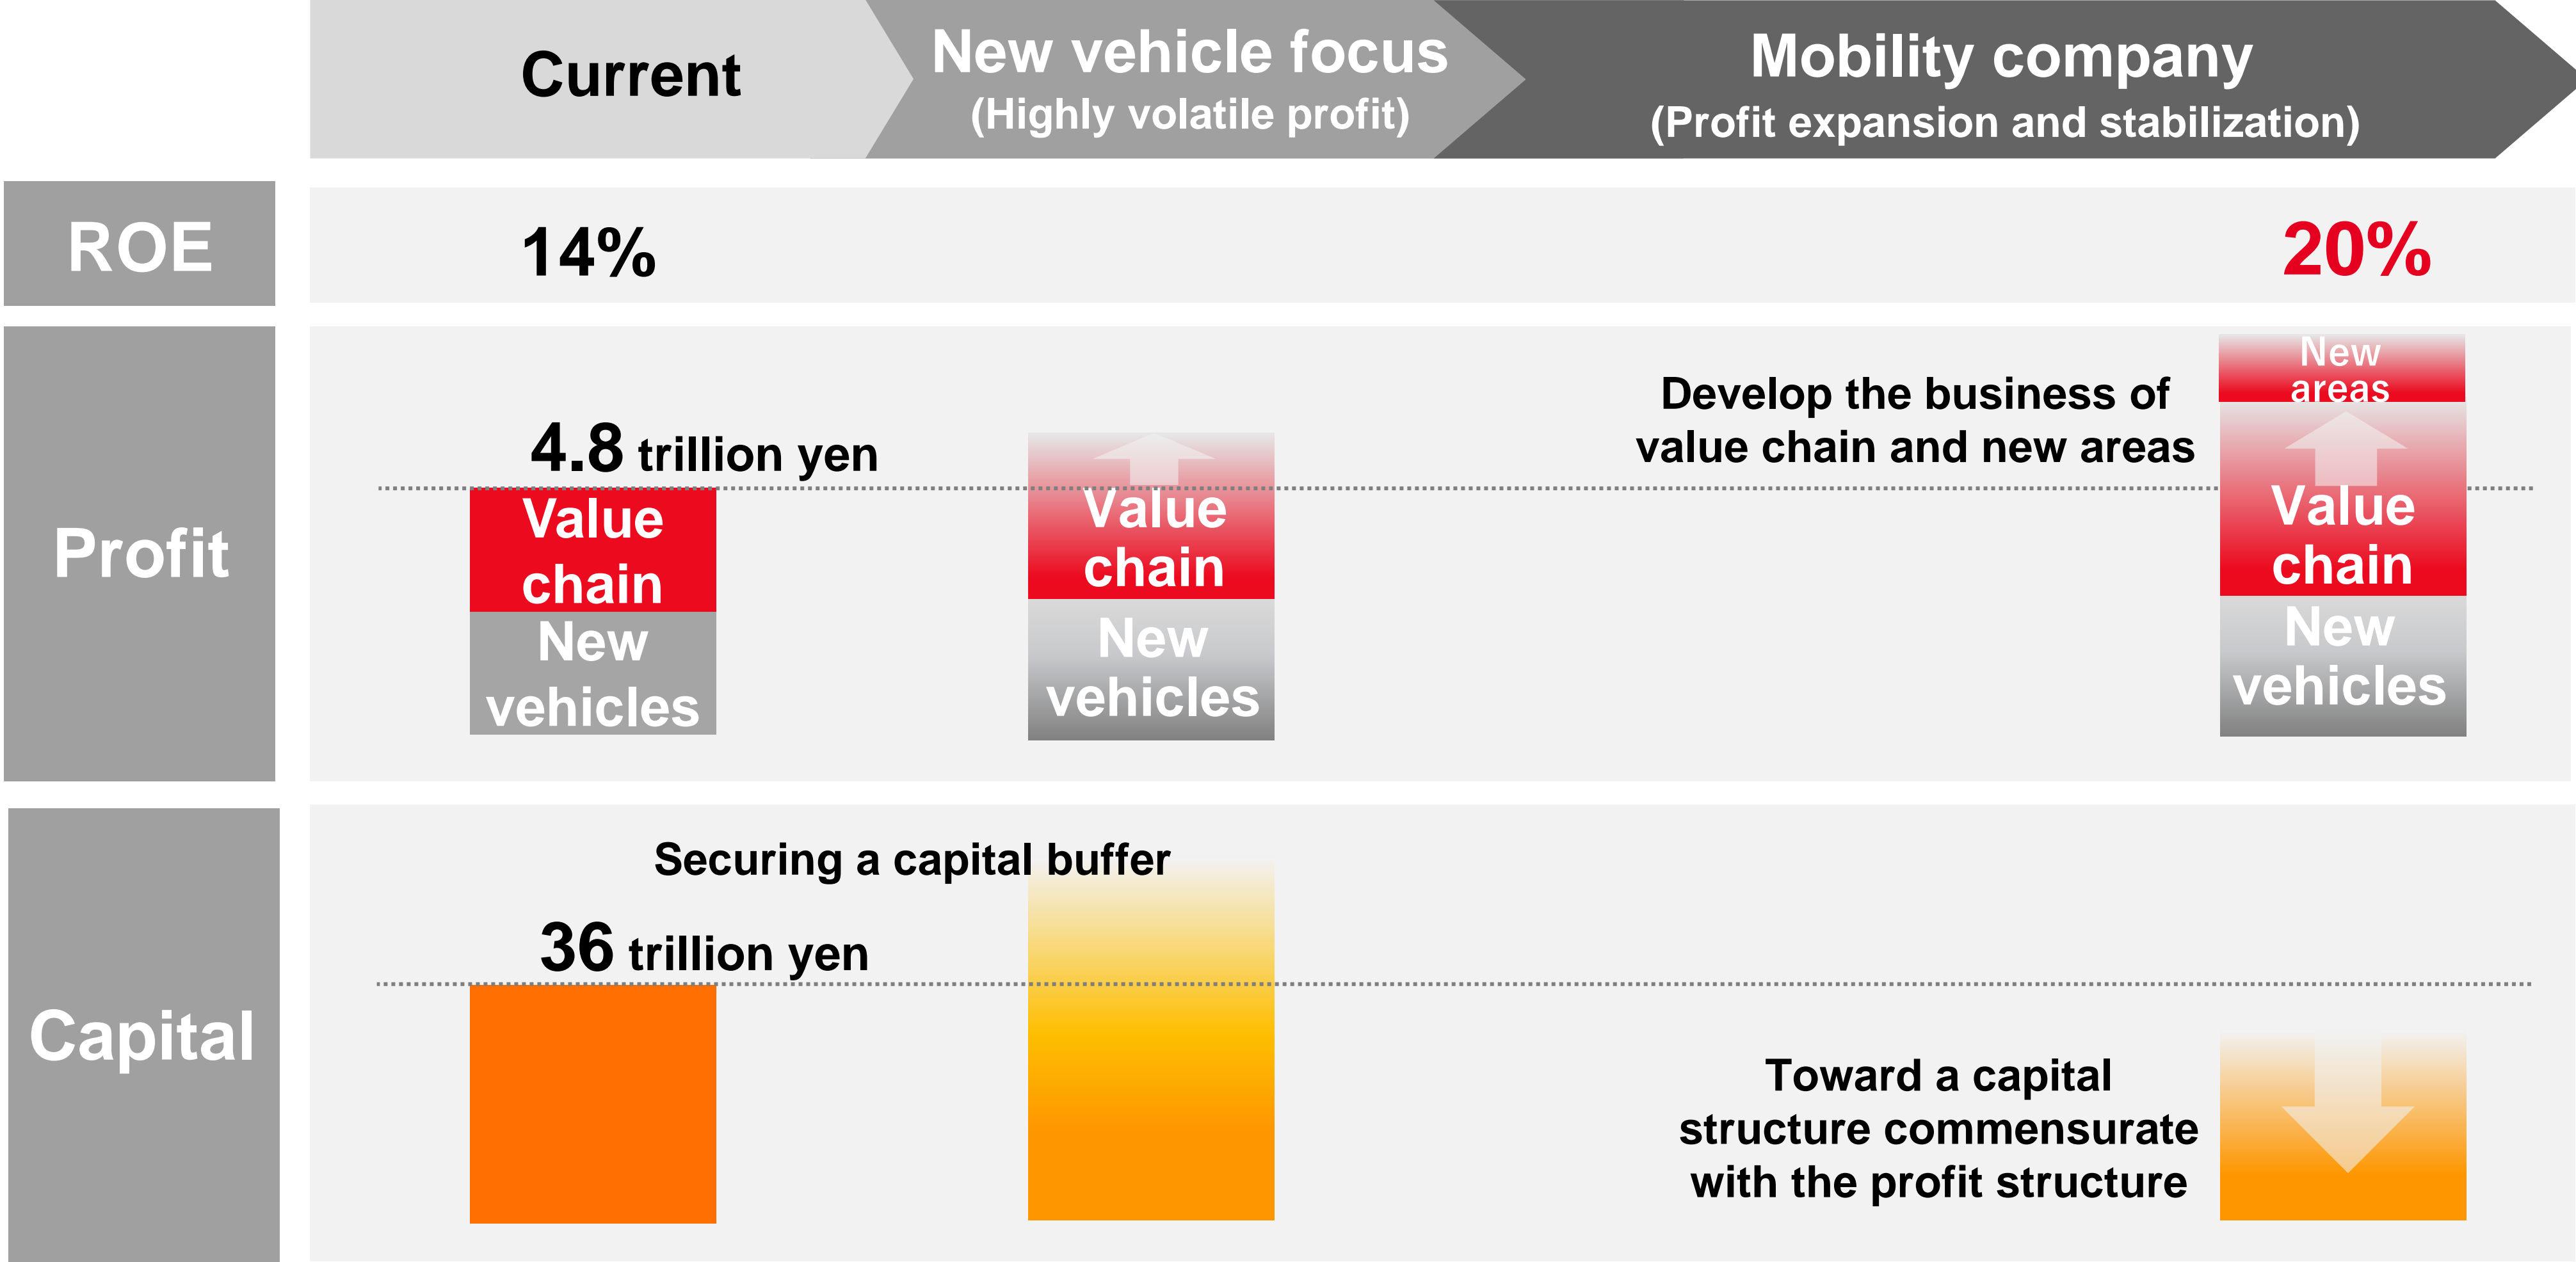 Current
New vehicle focus
(Highly volatile profit)
Mobility company
(Profit expansion and stabilization)
ROE
14%
20%
Profit
4.8 trillion yen
Value
chain
New
vehicles
Value
chain
New
vehicles
Develop the business of
value chain and new areas
New
areas
Value
chain
New
vehicles
Capital
Securing a capital buffer
36 trillion yen
Toward a capital
structure commensurate
with the profit structure